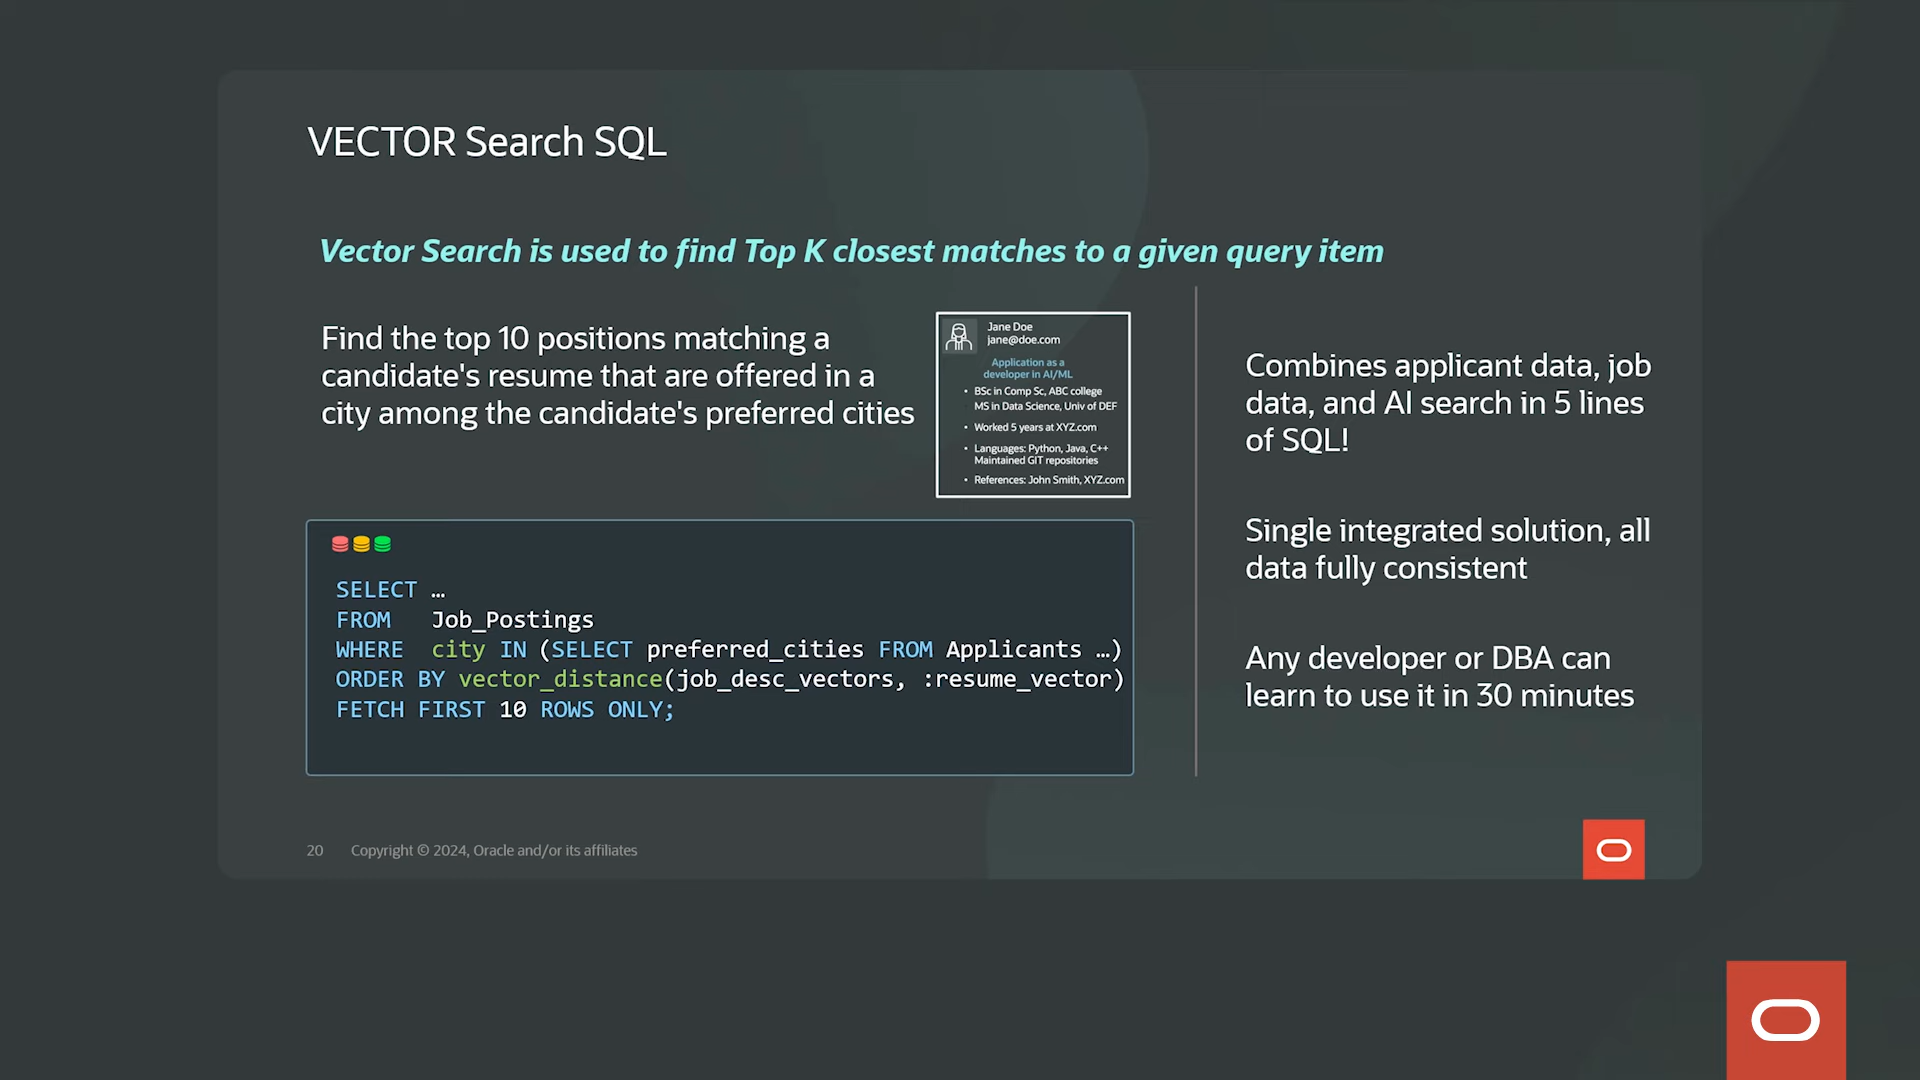 VECTOR Search SQL
Vector Search is used to find Top K closest matches to a given query item
Find the top 10 positions matching a
candidate's resume that are offered in a
city among the candidate's preferred cities
Jane Doe
jane@doe.com
Application as a
developer in AI/ML
• BSc in Comp Sc, ABC college
MS in Data Science, Univ of DEF
• Worked 5 years at XYZ.com
• Languages: Python, Java, C++
Maintained GIT repositories
• References: John Smith, XYZ.com
SELECT …
FROM Job_Postings
WHERE city IN (SELECT preferred_cities FROM Applicants …)
ORDER BY vector_distance(job_desc_vectors, :resume_vector)
FETCH FIRST 10 ROWS ONLY;
Combines applicant data, job
data, and AI search in 5 lines
of SQL!
Single integrated solution, all
data fully consistent
Any developer or DBA can
learn to use it in 30 minutes
20 Copyright © 2024, Oracle and/or its affiliates